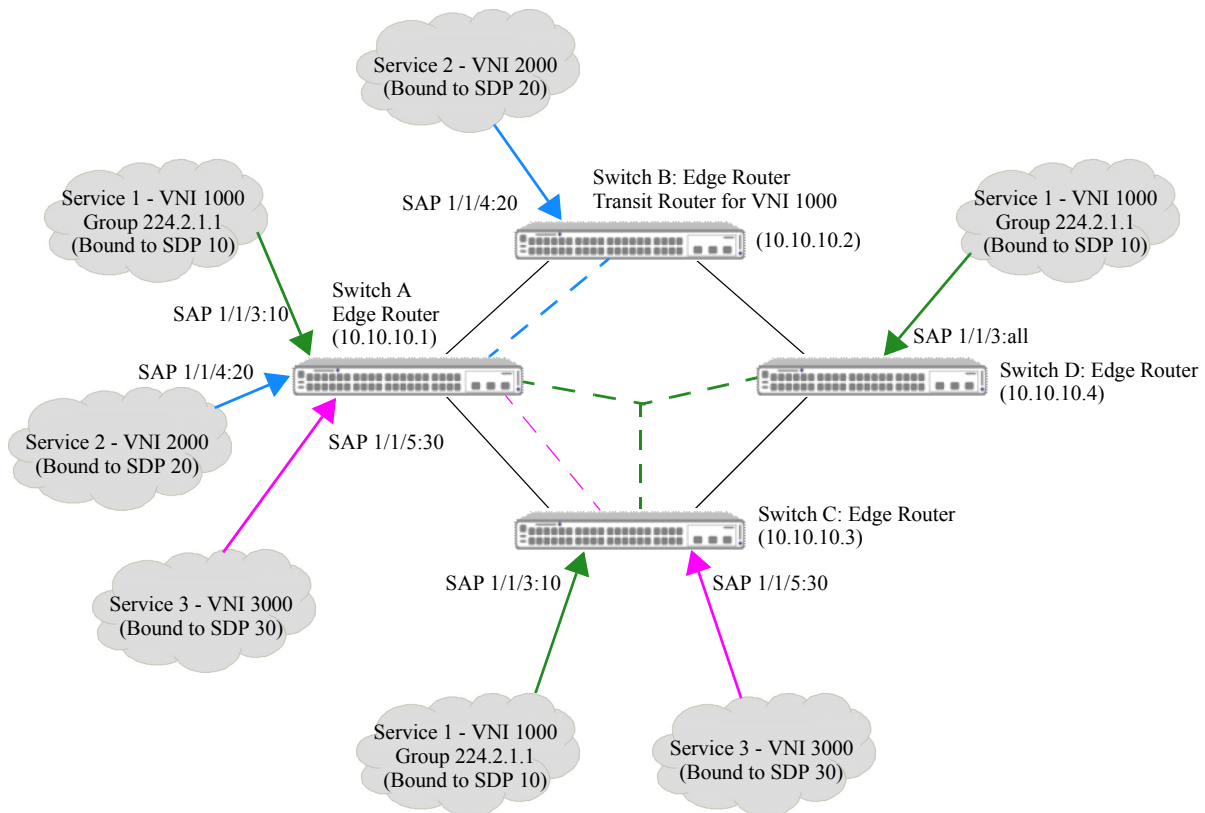 Service 2 - VNI 2000
(Bound to SDP 20)
Service 1 - VNI 1000
Group 224.2.1.1
(Bound to SDP 10)
SAP 1/1/4:20
Switch B: Edge Router
Transit Router for VNI 1000
(10.10.10.2)
Service 1 - VNI 1000
Group 224.2.1.1
(Bound to SDP 10)
SAP 1/1/3:10
Switch A
Edge Router
(10.10.10.1)
SAP 1/1/3:all
SAP 1/1/4:20
Switch D: Edge Router
(10.10.10.4)
Service 2 - VNI 2000
(Bound to SDP 20)
SAP 1/1/5:30
Switch C: Edge Router
(10.10.10.3)
SAP 1/1/3:10
SAP 1/1/5:30
Service 3 - VNI 3000
(Bound to SDP 30)
Service 1 - VNI 1000
Group 224.2.1.1
(Bound to SDP 10)
Service 3 - VNI 3000
(Bound to SDP 30)